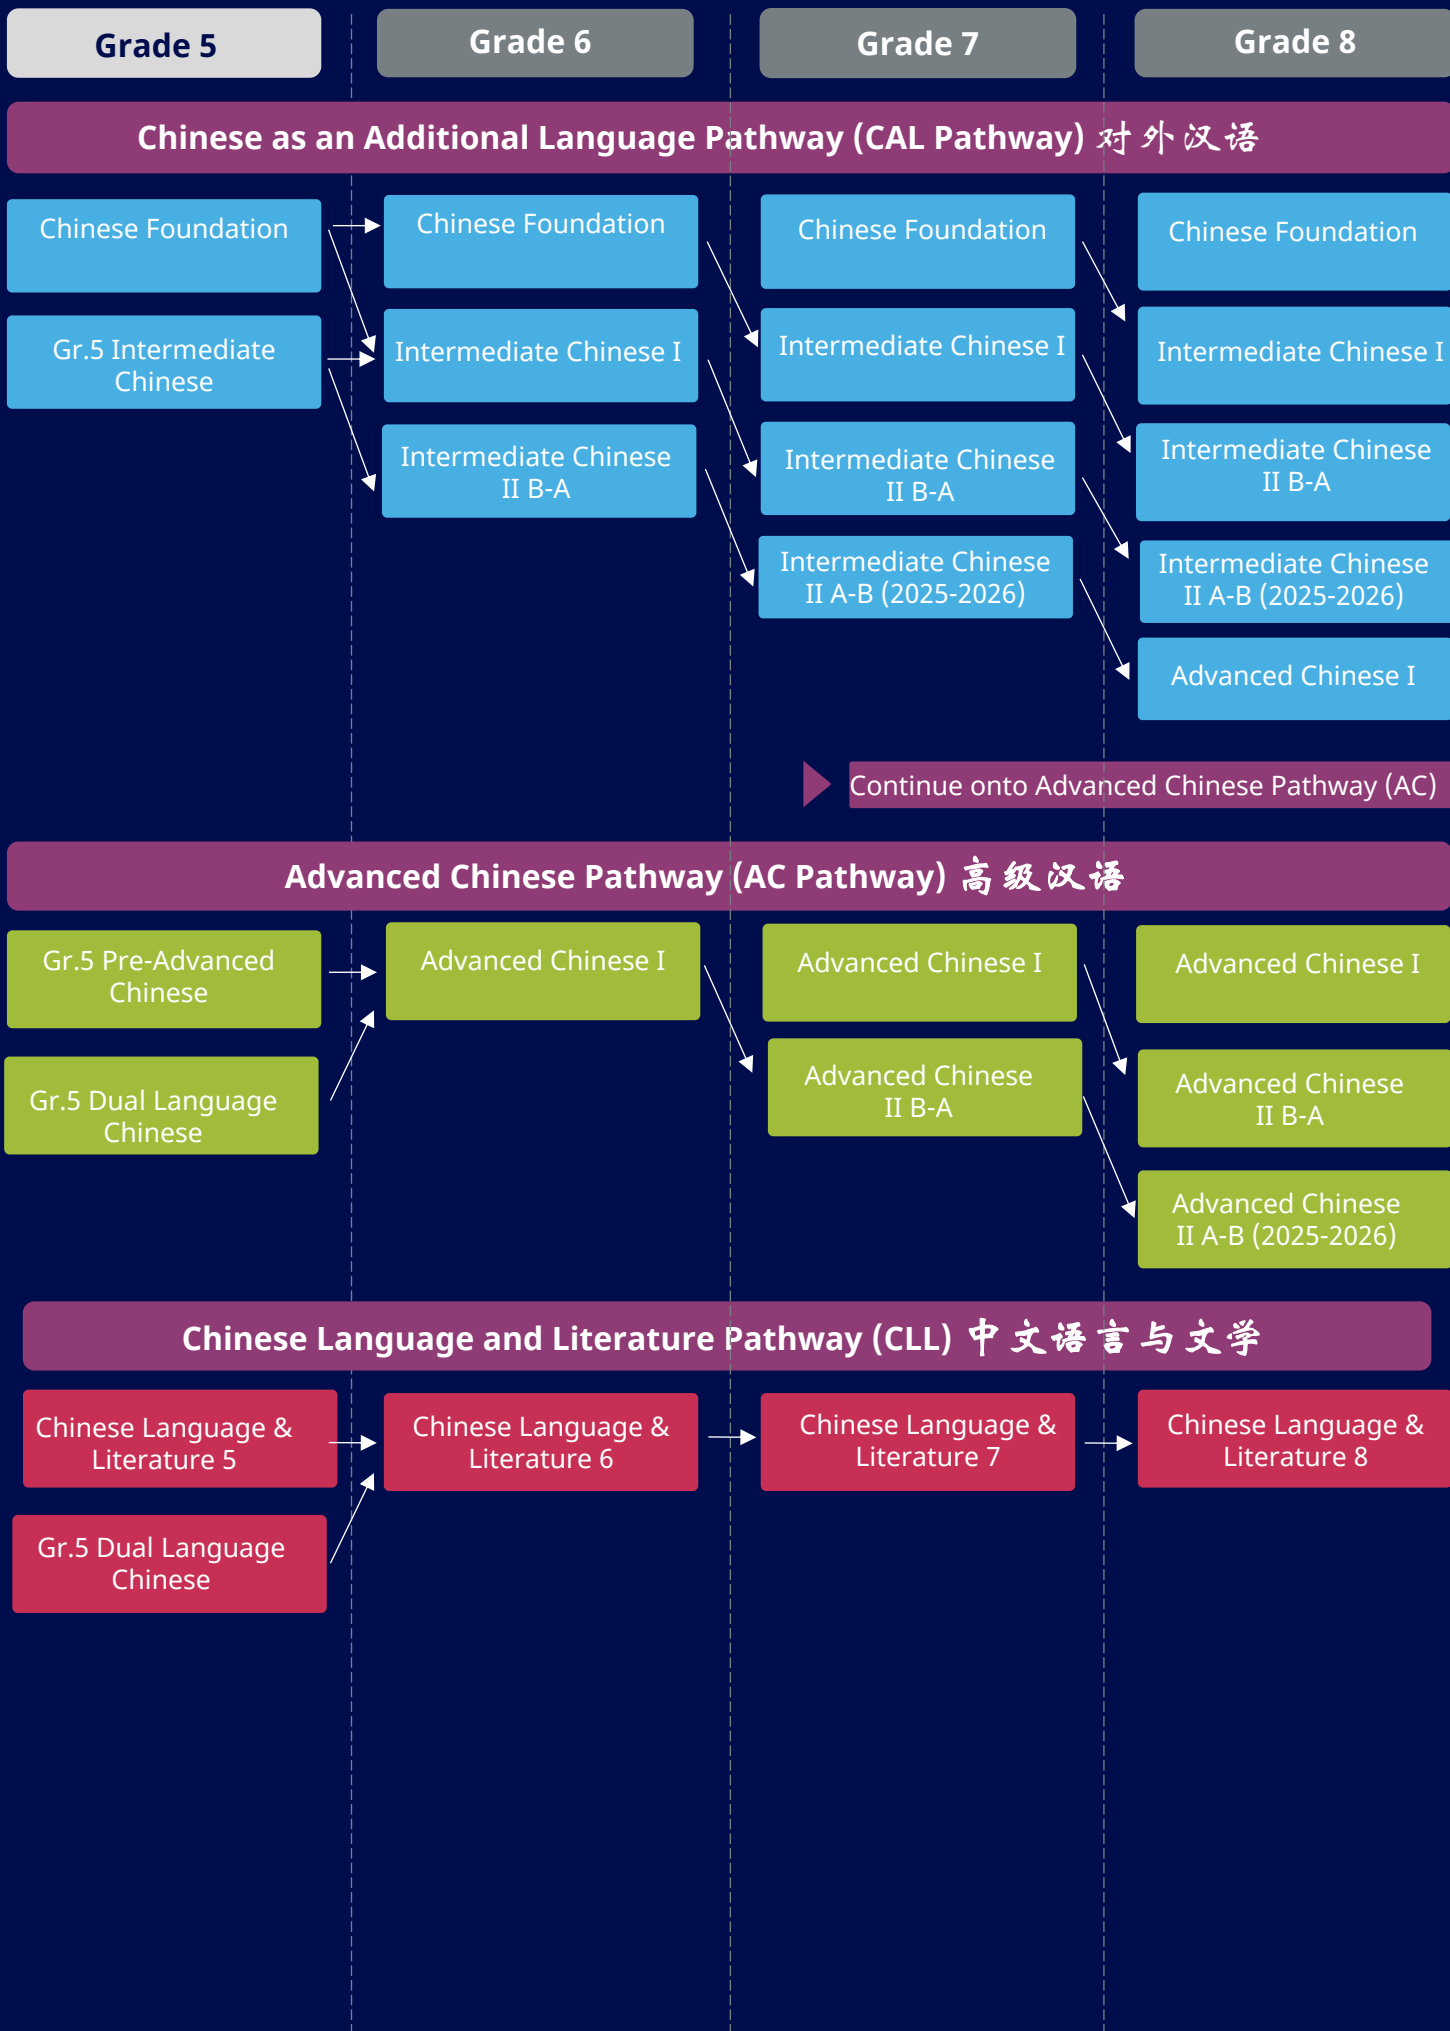 Grade 5
Grade 6
Grade 7
Grade 8
Chinese as an Additional Language Pathway (CAL Pathway) 对外汉语
Chinese Foundation
Chinese Foundation
Chinese Foundation
Chinese Foundation
Gr.5 Intermediate
Chinese
Intermediate Chinese I
Intermediate Chinese I
Intermediate Chinese I
Intermediate Chinese
II B-A
Intermediate Chinese
II B-A
Intermediate Chinese
II B-A
Intermediate Chinese
II A-B (2025-2026)
Intermediate Chinese
II A-B (2025-2026)
Advanced Chinese I
Continue onto Advanced Chinese Pathway (AC)
Advanced Chinese Pathway (AC Pathway) 高级汉语
Gr.5 Pre-Advanced
Chinese
Advanced Chinese I
Advanced Chinese I
Advanced Chinese I
Gr.5 Dual Language
Chinese
Advanced Chinese
II B-A
Advanced Chinese
II B-A
Advanced Chinese
II A-B (2025-2026)
Chinese Language and Literature Pathway (CLL) 中文语言与文学
Chinese Language &
Literature 5
Chinese Language &
Literature 6
Chinese Language &
Literature 7
Chinese Language &
Literature 8
Gr.5 Dual Language
Chinese